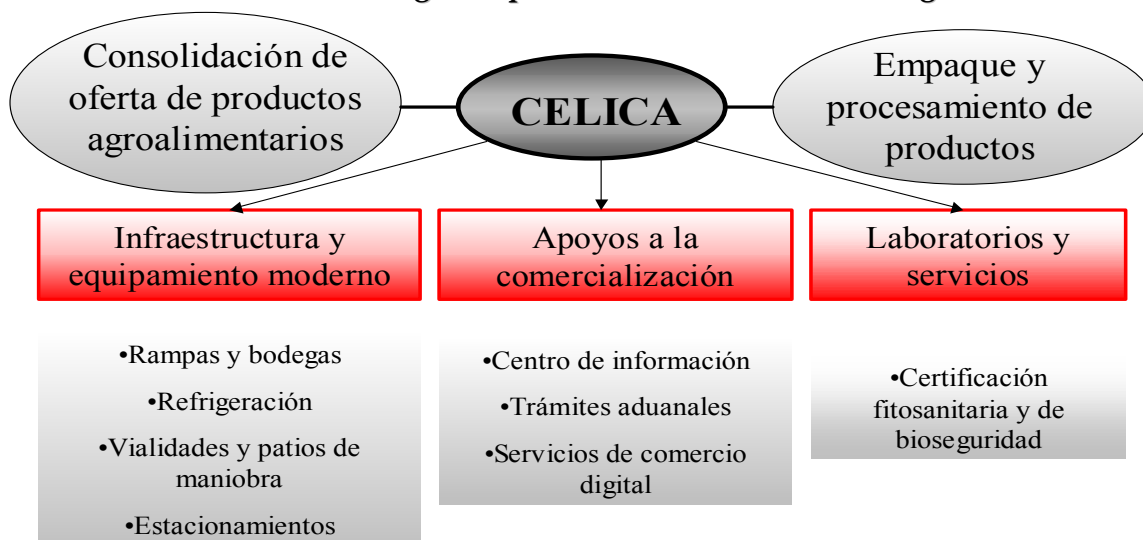 Consolidación de
oferta de productos
agroalimentarios
CELICA
Empaque y
procesamiento de
productos
Infraestructura y
equipamiento moderno
Apoyos a la
comercialización
Laboratorios y
servicios
•Rampas y bodegas
•Refrigeración
•Vialidades y patios de
maniobra
•Estacionamientos
•Centro de información
•Trámites aduanales
•Servicios de comercio
digital
•Certificación
fitosanitaria y de
bioseguridad